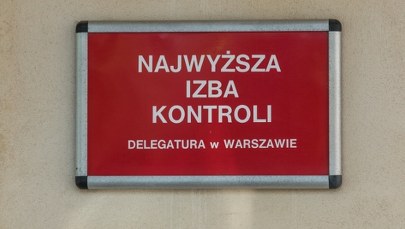 NAJWYŻSZA
IZBA
KONTROLI
DELEGATURA w WARSZAWIE